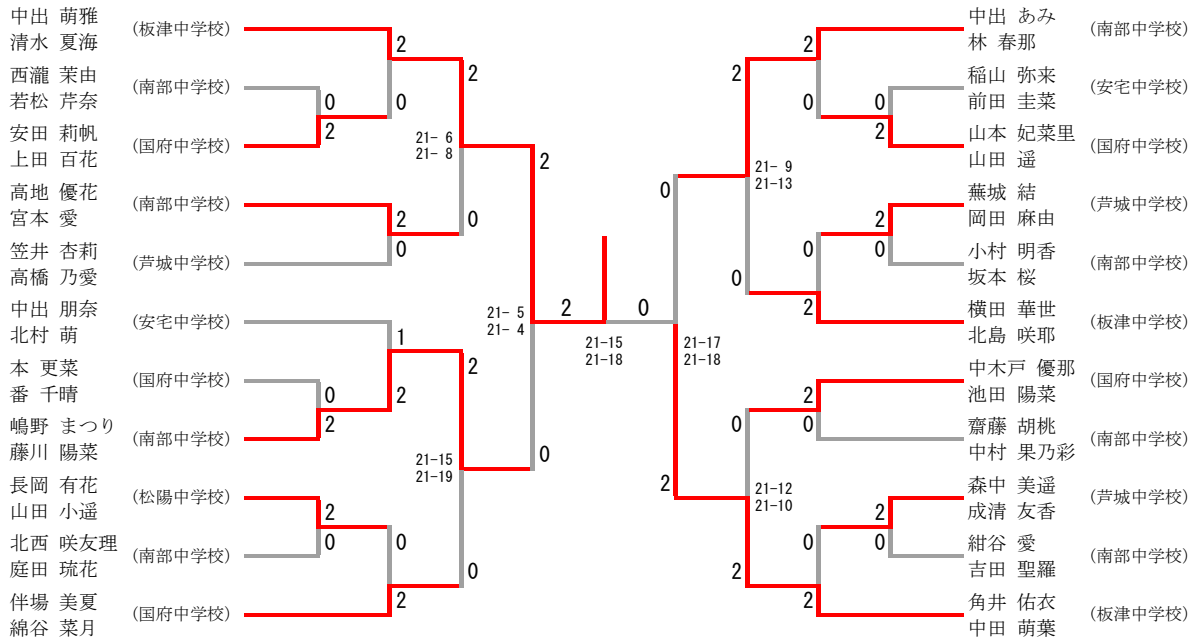 中出 萌雅
清水 夏海
(板津中学校)
西瀧 茉由
若松 芹奈
(南部中学校)
安田 莉帆
上田 百花
(国府中学校)
高地 優花
宮本 愛
(南部中学校)
笠井 杏莉
高橋 乃愛
(芦城中学校)
中出 朋奈
北村 萌
(安宅中学校)
本 更菜
番 千晴
(国府中学校)
嶋野 まつり
藤川 陽菜
(南部中学校)
長岡 有花
山田 小遥
(松陽中学校)
北西 咲友理
庭田 琉花
(南部中学校)
伴場 美夏
綿谷 菜月
(国府中学校)
2
0
0
2
2
0
1
2
0
2
2
0
0
2
2
21- 6
21- 8
0
2
21-15
21-19
0
2
21- 5
21- 4
0
2
0
21-15
21-18
0
21-17
21-18
2
2
21- 9
21-13
0
0
21-12
21-10
2
2
0
0
2
0
2
2
0
2
0
0
2
2
0
中出 あみ
林 春那
(南部中学校)
稲山 弥来
前田 圭菜
(安宅中学校)
山本 妃菜里
山田 遥
(国府中学校)
蕪城 結
岡田 麻由
(芦城中学校)
小村 明香
坂本 桜
(南部中学校)
横田 華世
北島 咲耶
(板津中学校)
中木戸 優那
池田 陽菜
(国府中学校)
齋藤 胡桃
中村 果乃彩
(南部中学校)
森中 美遥
成清 友香
(芦城中学校)
紺谷 愛
吉田 聖羅
(南部中学校)
角井 佑衣
中田 萌葉
(板津中学校)